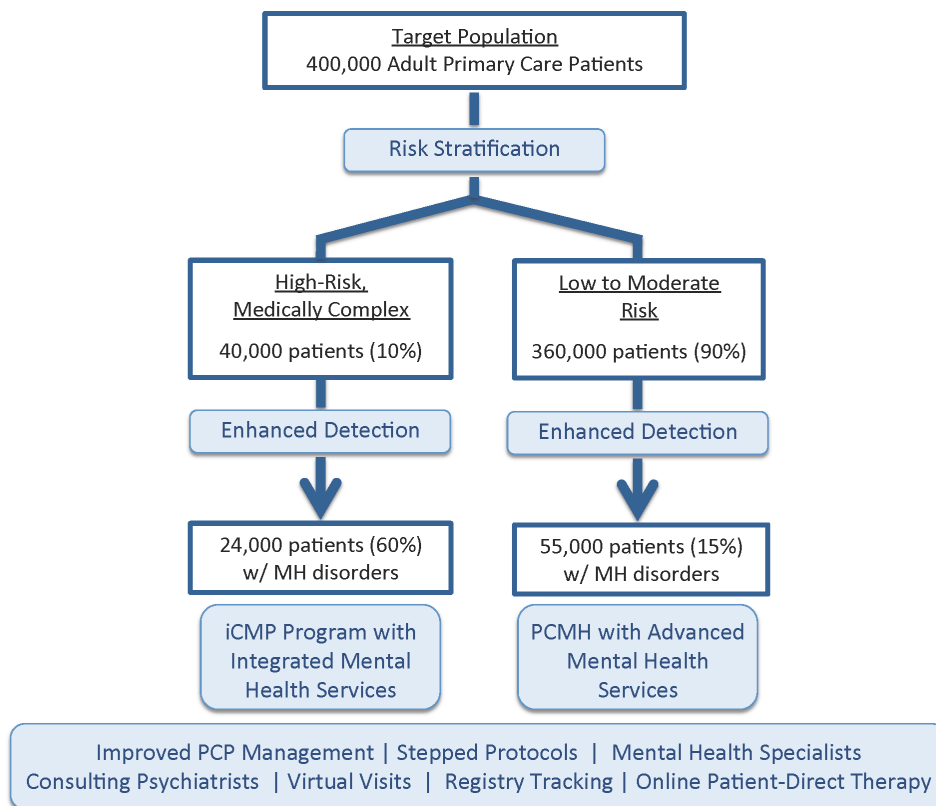 Target Population
400,000 Adult Primary Care Patients
Risk Stratification
High-Risk,
Medically Complex
40,000 patients (10%)
Low to Moderate
Risk
360,000 patients (90%)
Enhanced Detection
Enhanced Detection
24,000 patients (60%)
w/ MH disorders
55,000 patients (15%)
w/ MH disorders
iCMP Program with
Integrated Mental
Health Services
PCMH with Advanced
Mental Health
Services
Improved PCP Management | Stepped Protocols | Mental Health Specialists
Consulting Psychiatrists | Virtual Visits | Registry Tracking | Online Patient-Direct Therapy